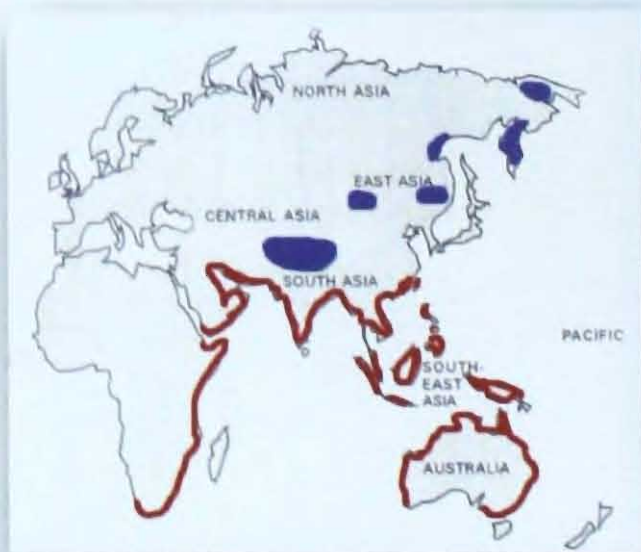 NORTH ASIA
EAST ASIA
CENTRAL ASIA
SOUTH ASIA
PACIFIC
SOUTH-
EAST
ASIA
AUSTRALIA